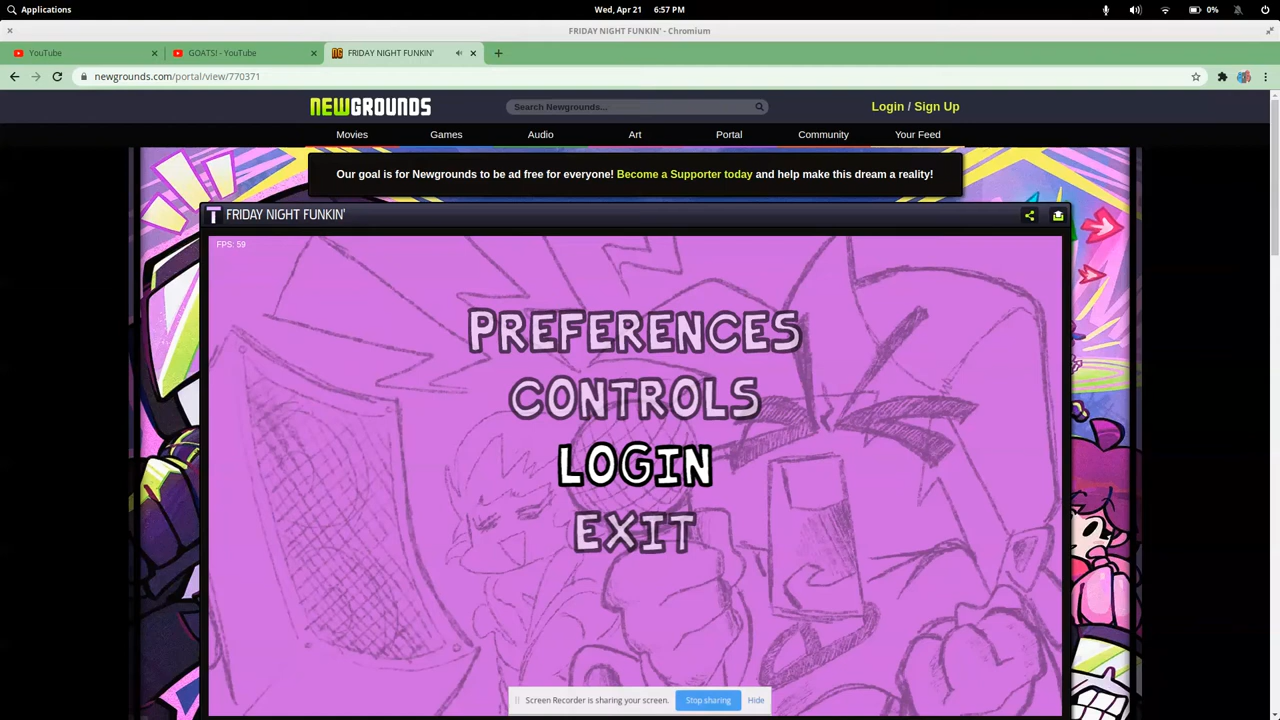 Applications
Wed, Apr 21 6:57 PM
0%
FRIDAY NIGHT FUNKIN' - Chromium
YouTube
GOATS! - YouTube
FRIDAY NIGHT FUNKIN'
newgrounds.com/portal/view/770371
NEWGROUNDS
Search Newgrounds...
Login / Sign Up
Movies
Games
Audio
Art
Portal
Community
Your Feed
Our goal is for Newgrounds to be ad free for everyone! Become a Supporter today and help make this dream a reality!
T
FRIDAY NIGHT FUNKIN'
FPS: 59
PREFERENCES
CONTROLS
LOGIN
EXIT
Screen Recorder is sharing your screen.
Stop sharing
Hide